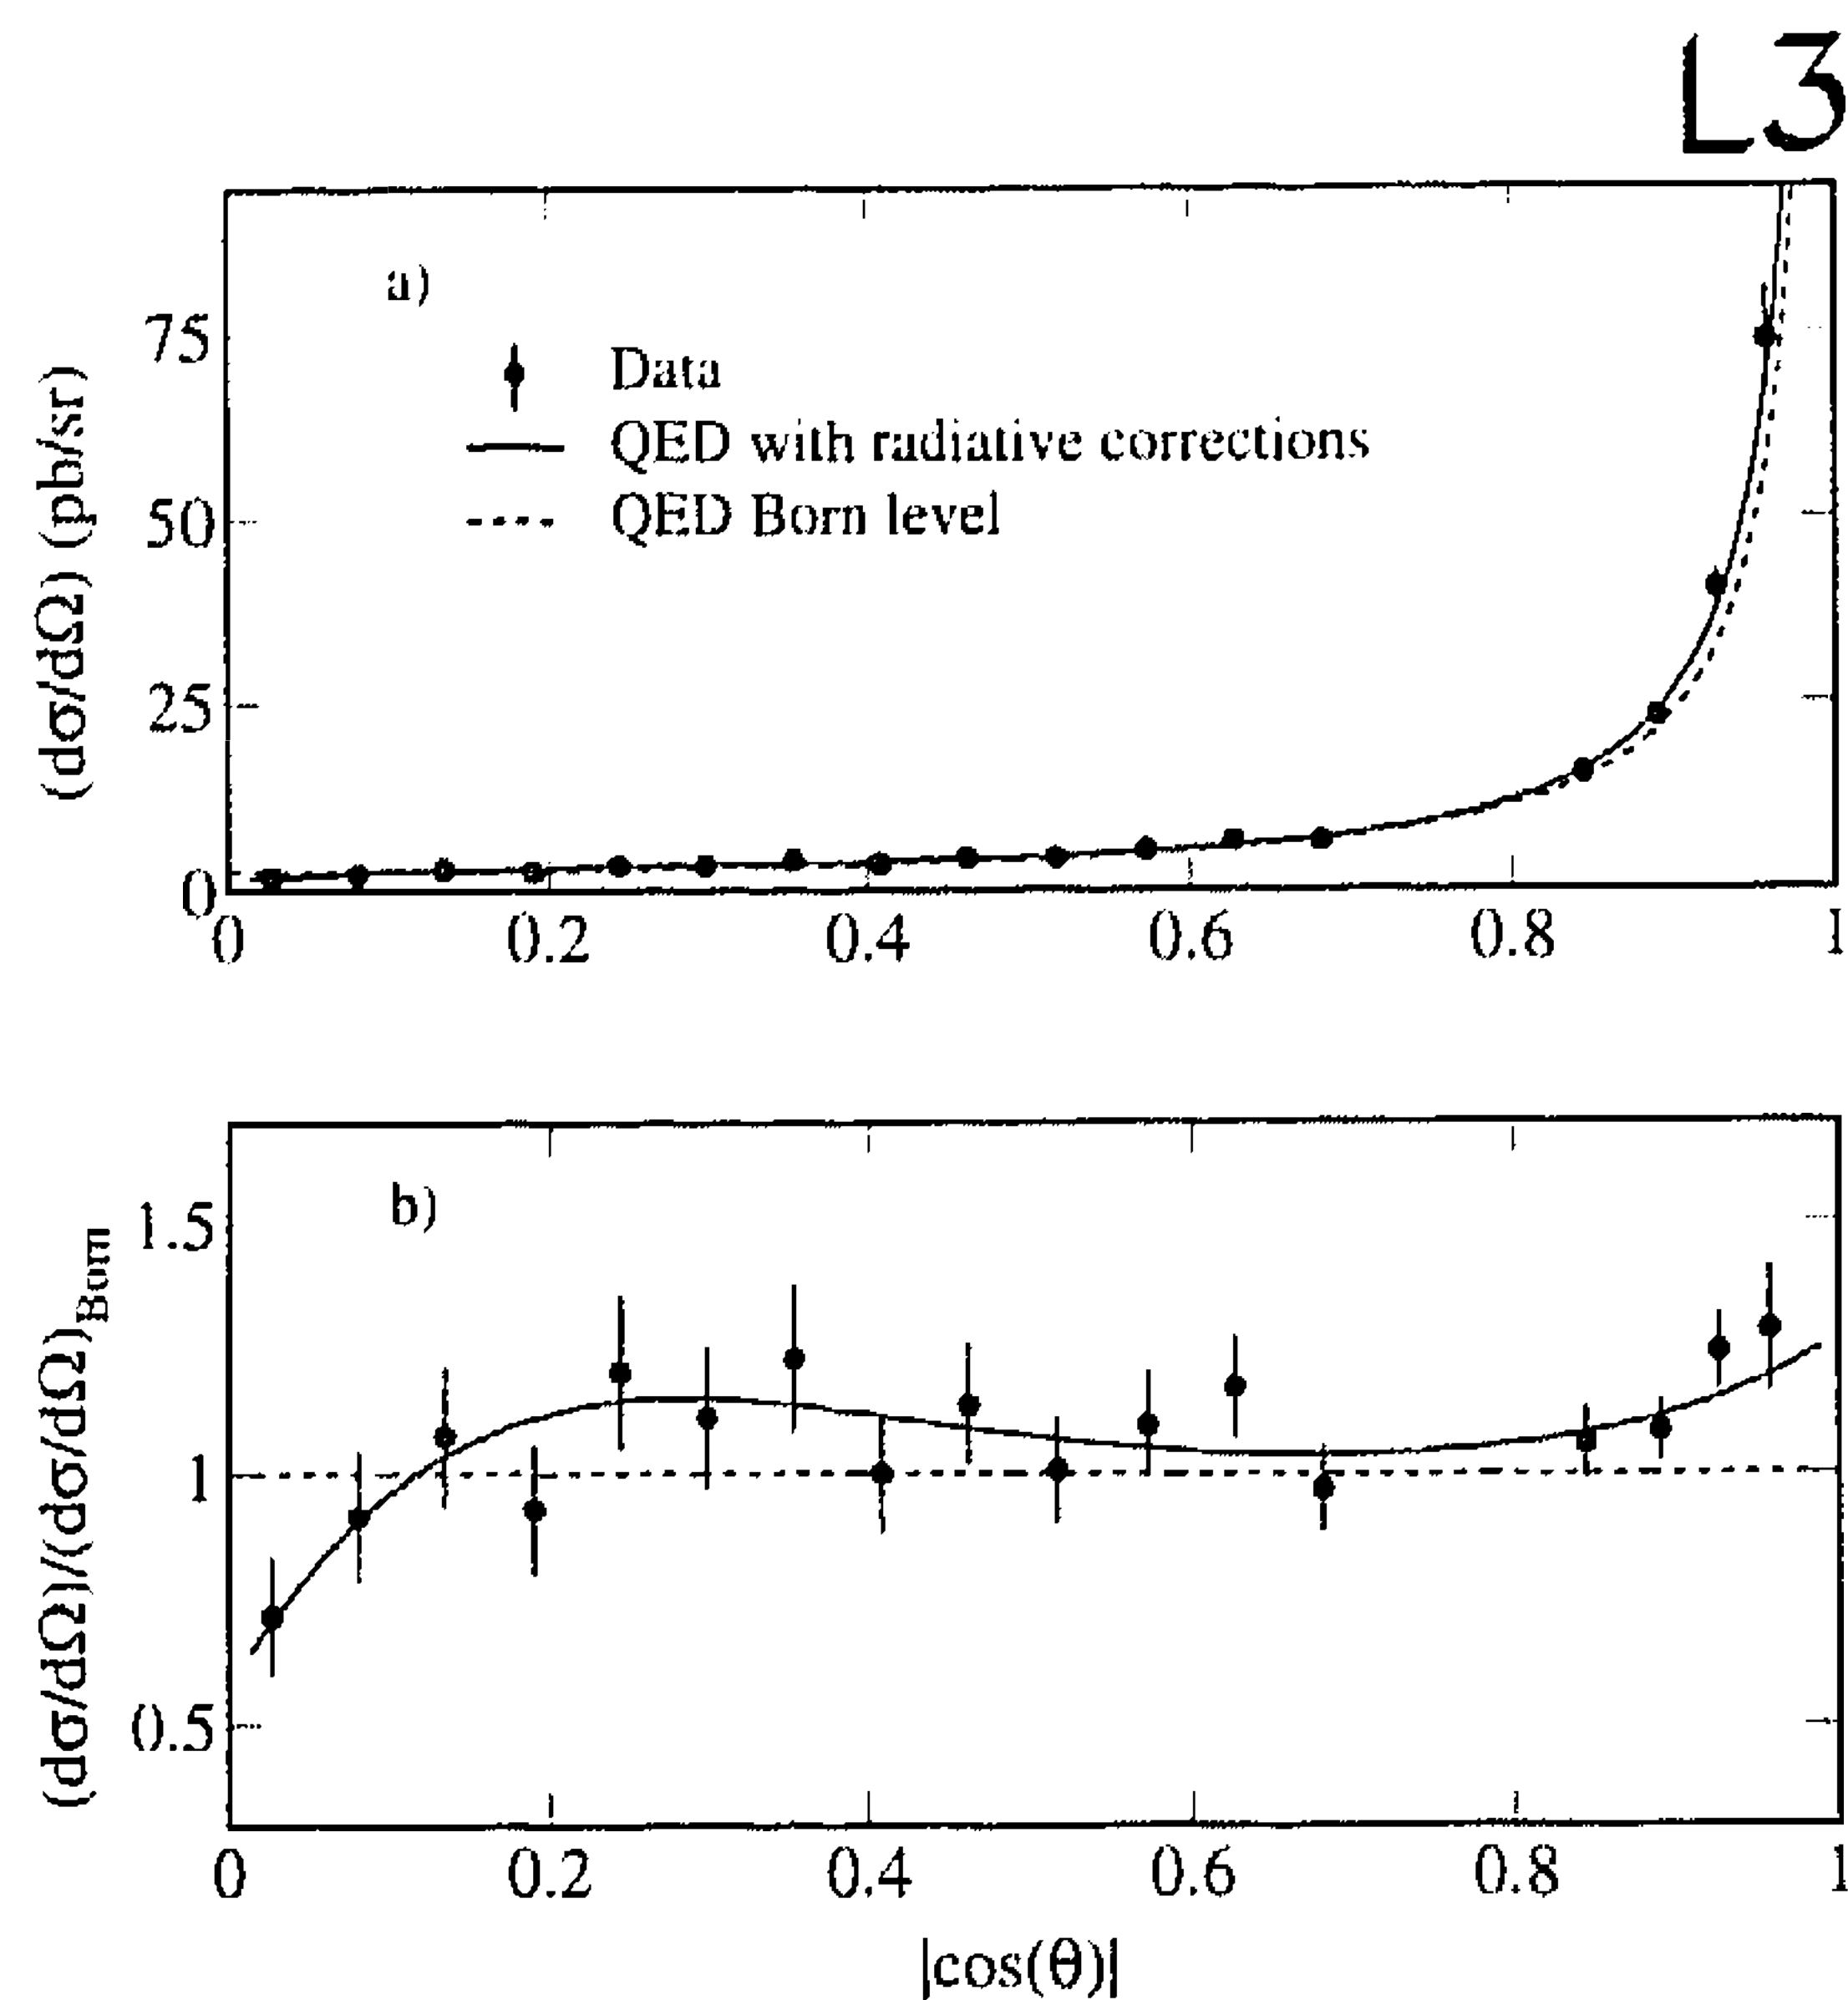 L3
a)
75
Data
QED with radiative corrections
50
QED Born level
25
0
(dσ/dΩ) (pb/sr)
0 0.2 0.4 0.6 0.8 1
b)
1.5
1
0.5
(dσ/dΩ)/(dσ/dΩ)Born
0 0.2 0.4 0.6 0.8 1
|cos(θ)|